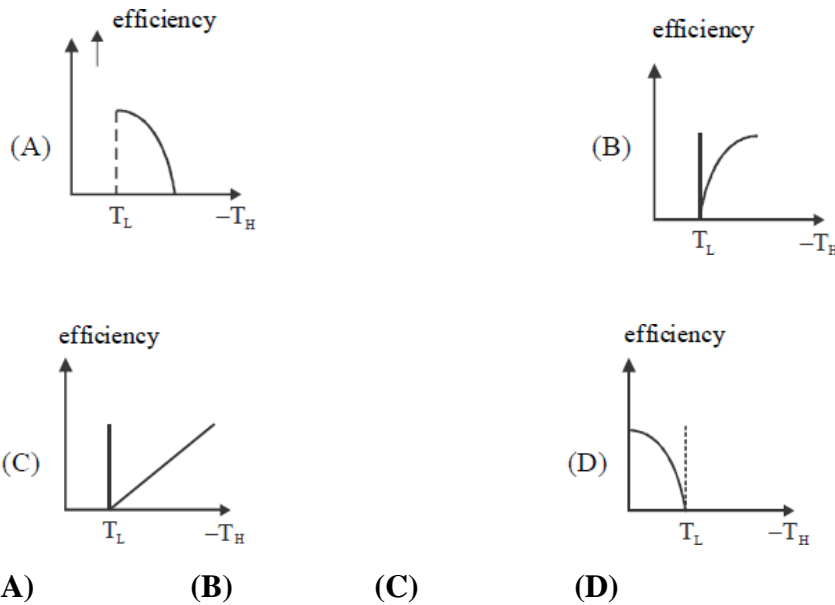 efficiency
(A)
T_L
–T_H
efficiency
(B)
T_L
–T_H
efficiency
(C)
T_L
–T_H
efficiency
(D)
T_L
–T_H
A) (B) (C) (D)